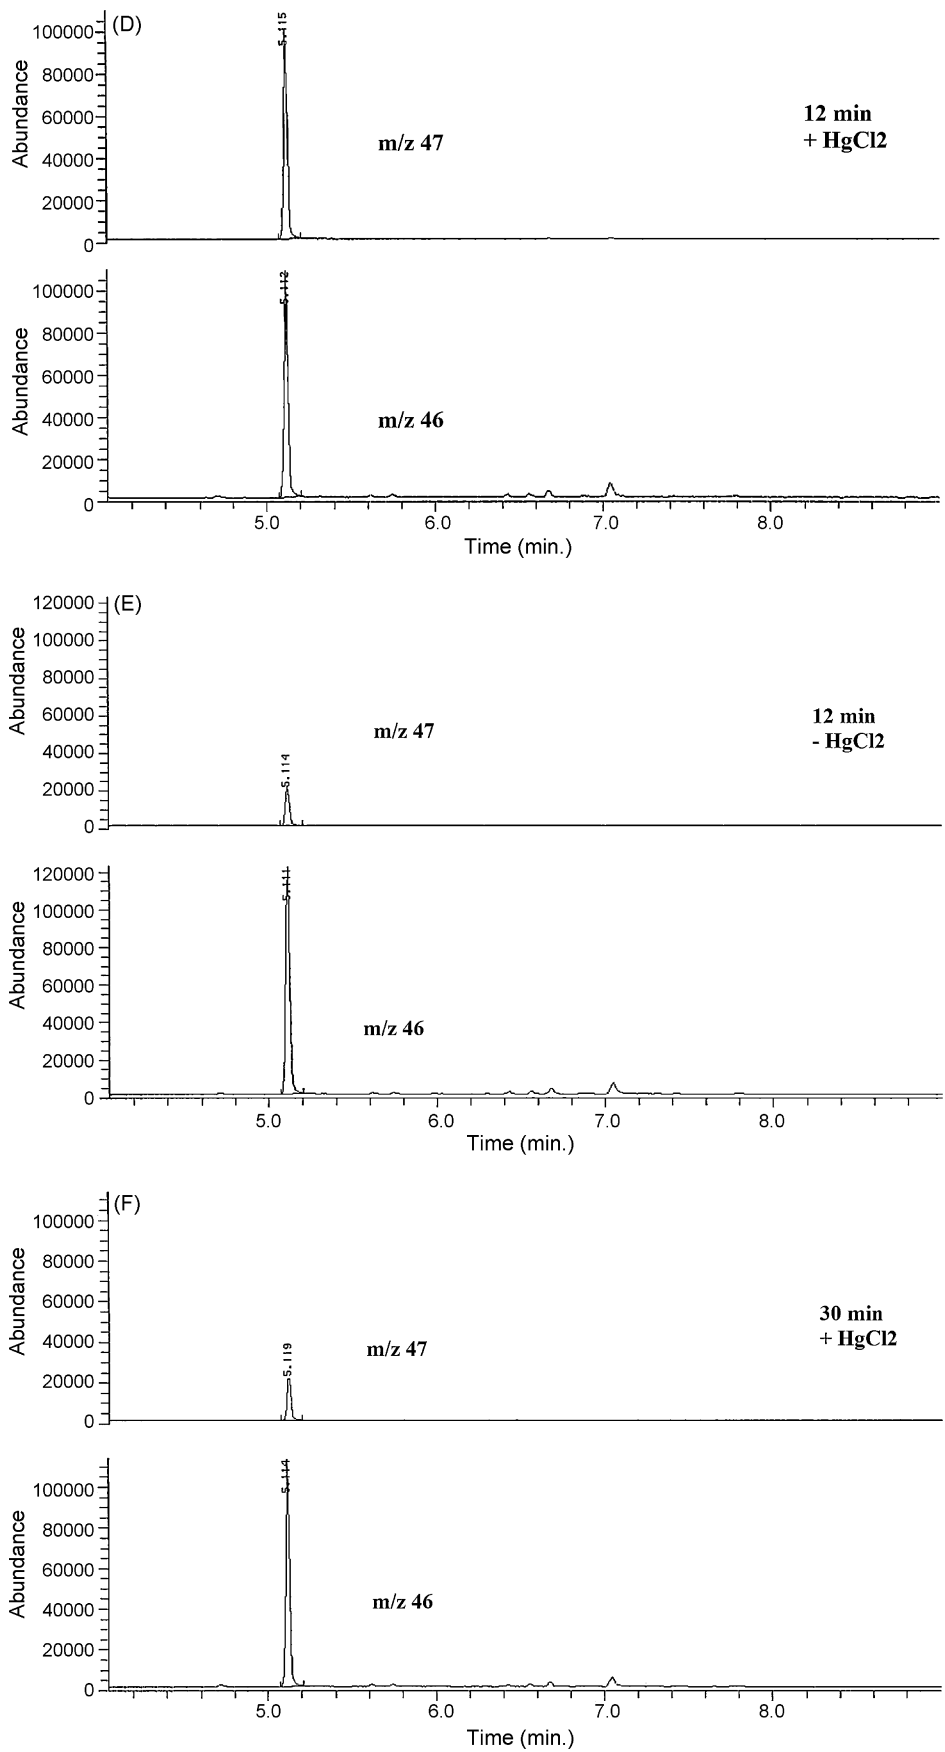 (D)
5.115
100000
80000
60000
40000
20000
0
Abundance
m/z 47
12 min
+ HgCl2
5.112
100000
80000
60000
40000
20000
0
Abundance
m/z 46
5.0 6.0 7.0 8.0
Time (min.)
(E)
120000
100000
80000
60000
40000
20000
0
Abundance
5.114
m/z 47
12 min
- HgCl2
120000
100000
80000
60000
40000
20000
0
Abundance
5.111
m/z 46
5.0 6.0 7.0 8.0
Time (min.)
(F)
100000
80000
60000
40000
20000
0
Abundance
5.119
m/z 47
30 min
+ HgCl2
100000
80000
60000
40000
20000
0
Abundance
5.114
m/z 46
5.0 6.0 7.0 8.0
Time (min.)